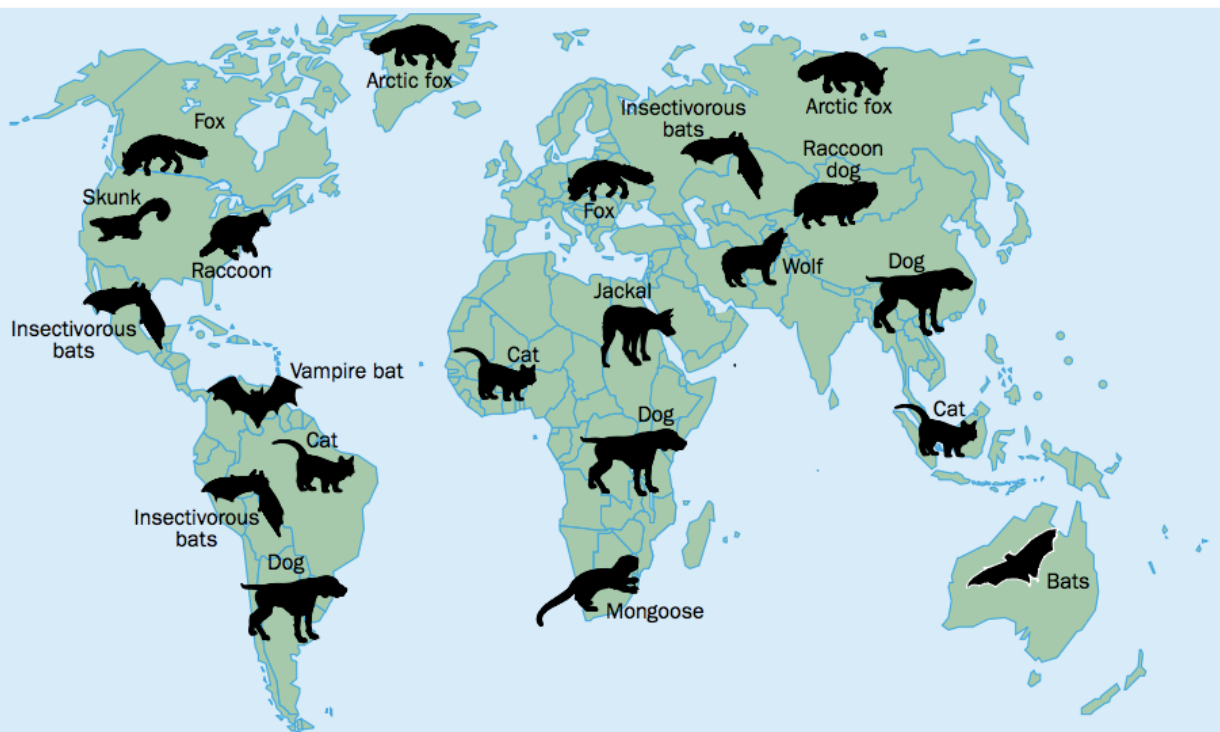 Arctic fox
Arctic fox
Fox
Insectivorous
bats
Raccoon
dog
Skunk
Fox
Raccoon
Wolf
Dog
Jackal
Insectivorous
bats
Vampire bat
Cat
Cat
Dog
Cat
Insectivorous
bats
Dog
Mongoose
Bats